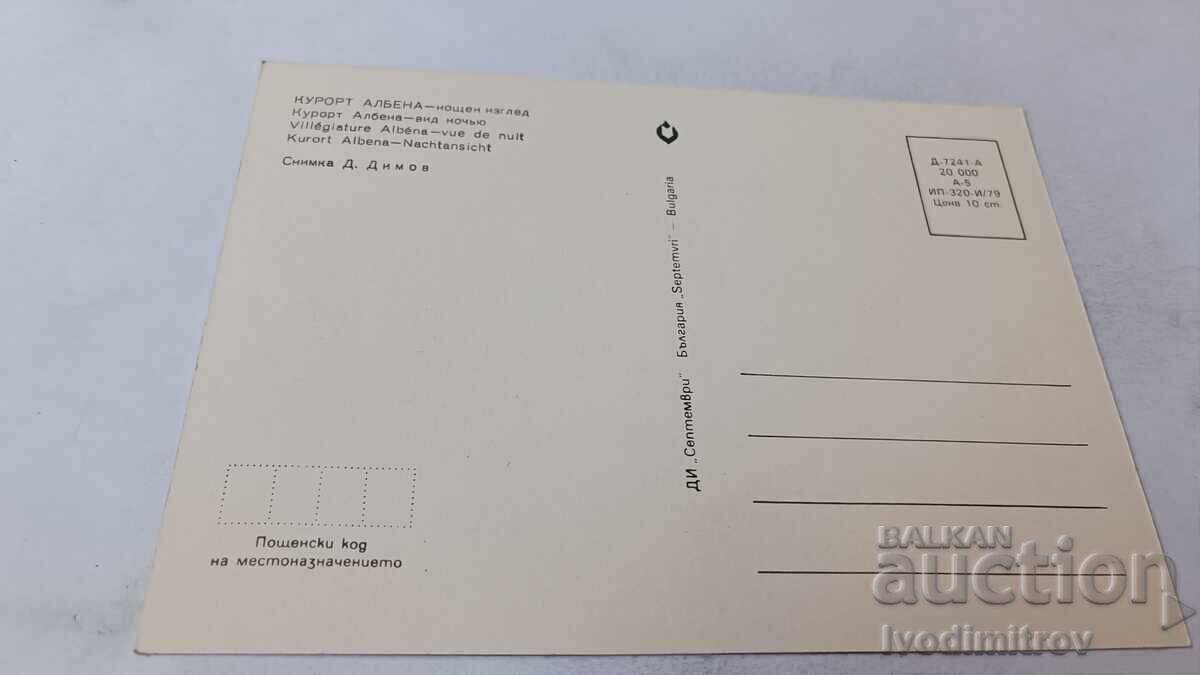 КУРОРТ АЛБЕНА—нощен изглед
Курорт Албена—вид ночью
Villégiature Albéna—vue de nuit
Kurort Albena—Nachtansicht
Снимка Д. Димов
Д-7241-А
20 000
А-5
ИП-320-И/79
Цена 10 ст.
ДИ „Септември" България „Septemvri" — Bulgaria
Пощенски код
на местоназначението
BALKAN
auction
Ivodimitrov